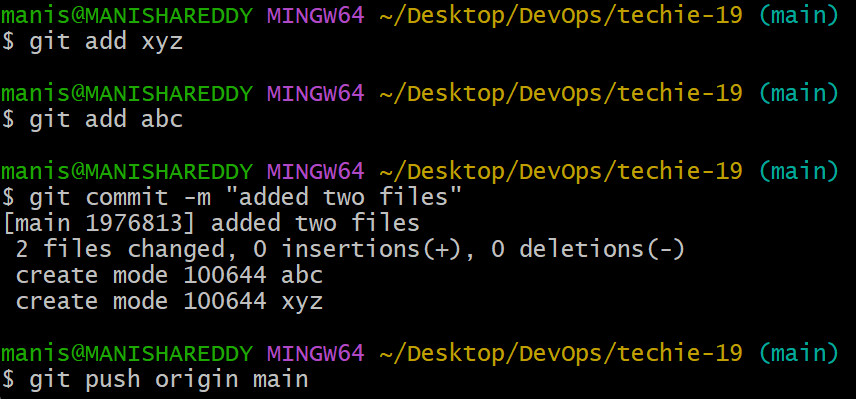 manis@MANISHAREDDY MINGW64 ~/Desktop/DevOps/techie-19 (main)
$ git add xyz
manis@MANISHAREDDY MINGW64 ~/Desktop/DevOps/techie-19 (main)
$ git add abc
manis@MANISHAREDDY MINGW64 ~/Desktop/DevOps/techie-19 (main)
$ git commit -m "added two files"
[main 1976813] added two files
 2 files changed, 0 insertions(+), 0 deletions(-)
 create mode 100644 abc
 create mode 100644 xyz
manis@MANISHAREDDY MINGW64 ~/Desktop/DevOps/techie-19 (main)
$ git push origin main